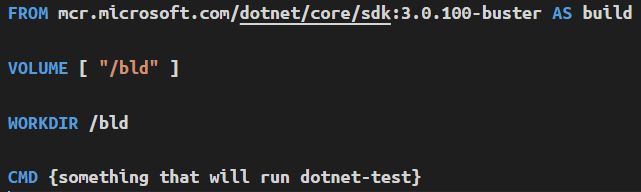 FROM mcr.microsoft.com/dotnet/core/sdk:3.0.100-buster AS build
VOLUME [ "/bld" ]
WORKDIR /bld
CMD {something that will run dotnet-test}